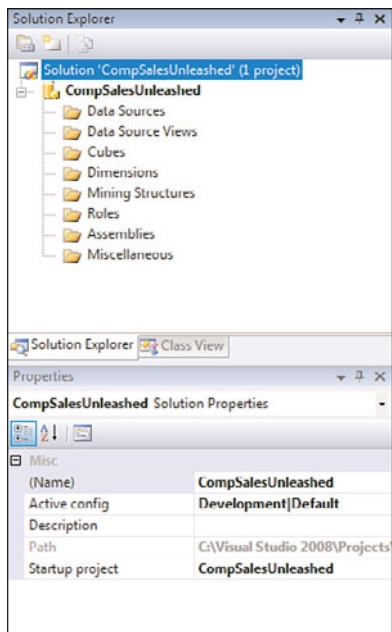 Solution Explorer
Solution 'CompSalesUnleashed' (1 project)
CompSalesUnleashed
Data Sources
Data Source Views
Cubes
Dimensions
Mining Structures
Roles
Assemblies
Miscellaneous
Solution Explorer Class View
Properties
CompSalesUnleashed Solution Properties
Misc
(Name) CompSalesUnleashed
Active config Development|Default
Description
Path C:\Visual Studio 2008\Projects\
Startup project CompSalesUnleashed